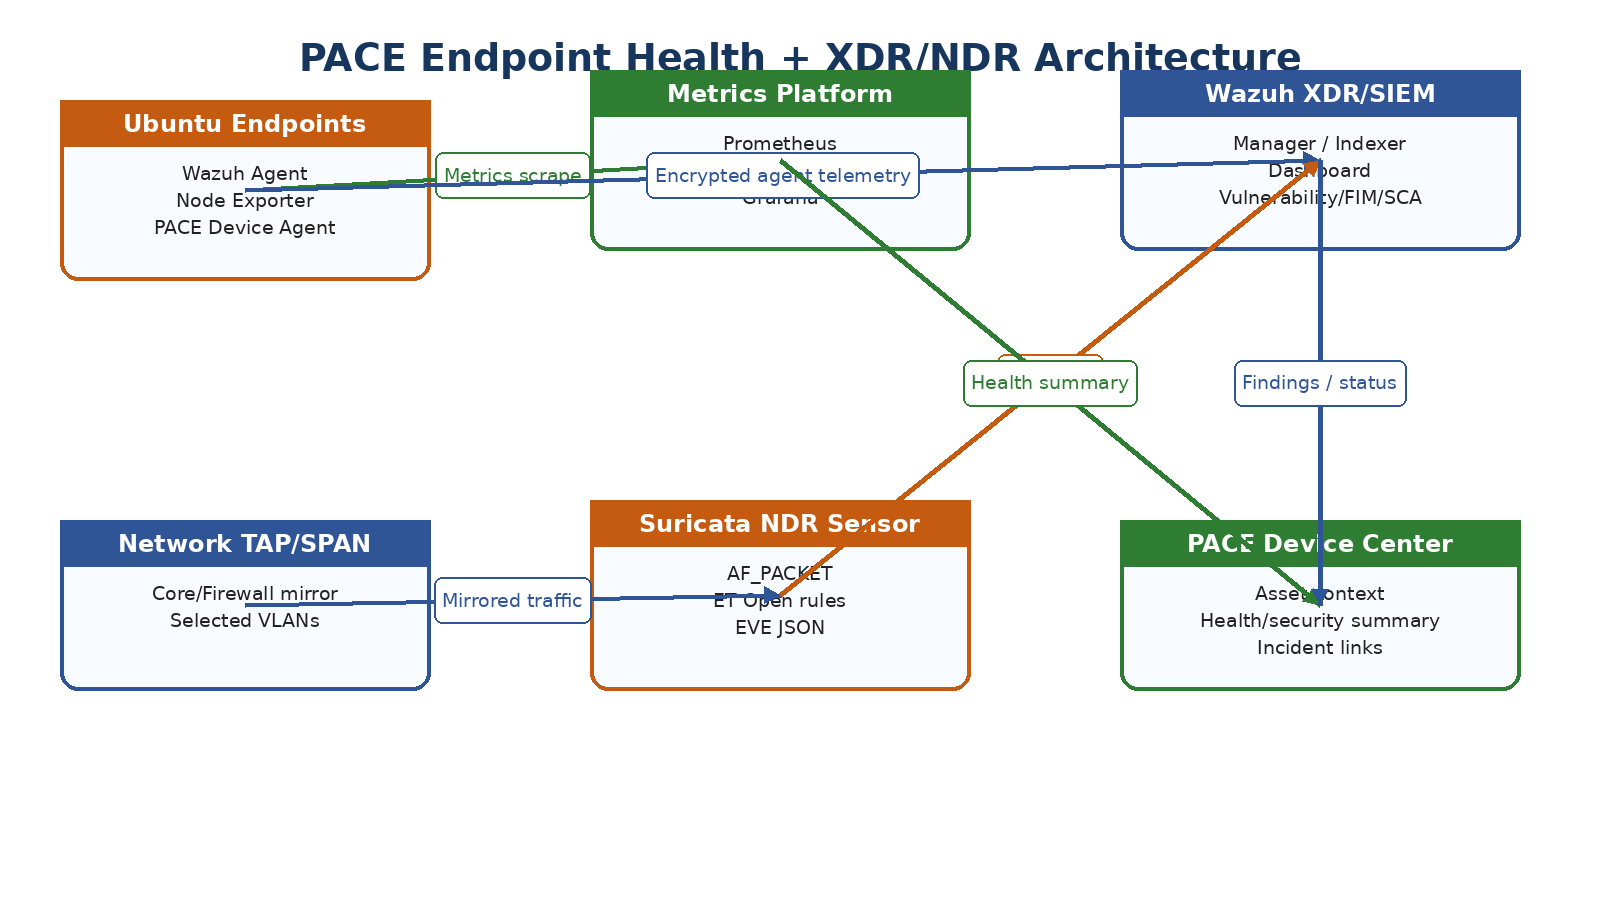 PACE Endpoint Health + XDR/NDR Architecture
Ubuntu Endpoints
Wazuh Agent
Node Exporter
PACE Device Agent
Metrics scrape
Metrics Platform
Prometheus
Encrypted agent telemetry
Grafana
Wazuh XDR/SIEM
Manager / Indexer
Dashboard
Vulnerability/FIM/SCA
Health summary
Findings / status
Network TAP/SPAN
Core/Firewall mirror
Selected VLANs
Mirrored traffic
Suricata NDR Sensor
AF_PACKET
ET Open rules
EVE JSON
PACE Device Center
Asset context
Health/security summary
Incident links